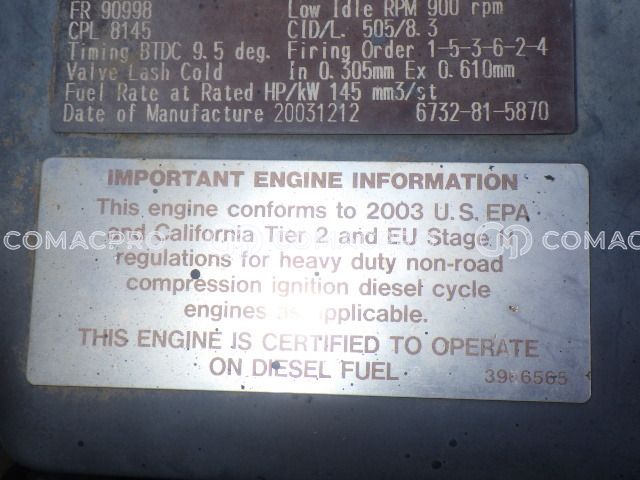 FR 90998 Low Idle RPM 900 rpm
CPL 8145 CID/L. 505/8.3
Timing BTDC 9.5 deg. Firing Order 1-5-3-6-2-4
Valve Lash Cold In 0.305mm Ex 0.610mm
Fuel Rate at Rated HP/kW 145 mm3/st
Date of Manufacture 20031212 6732-81-5870
IMPORTANT ENGINE INFORMATION
This engine conforms to 2003 U.S. EPA
and California Tier 2 and EU Stage
regulations for heavy duty non-road
compression ignition diesel cycle
engines as applicable.
THIS ENGINE IS CERTIFIED TO OPERATE
ON DIESEL FUEL
COMACPRO